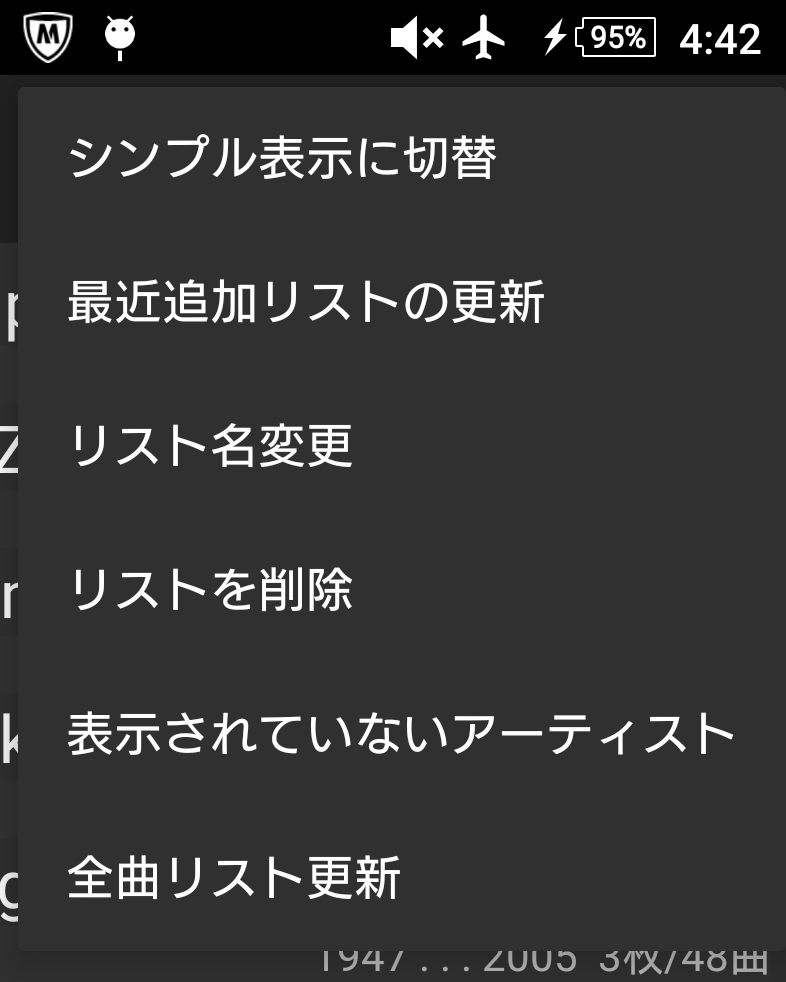 95% 4:42
シンプル表示に切替
最近追加リストの更新
リスト名変更
リストを削除
表示されていないアーティスト
全曲リスト更新
1947...2005 3枚/48曲